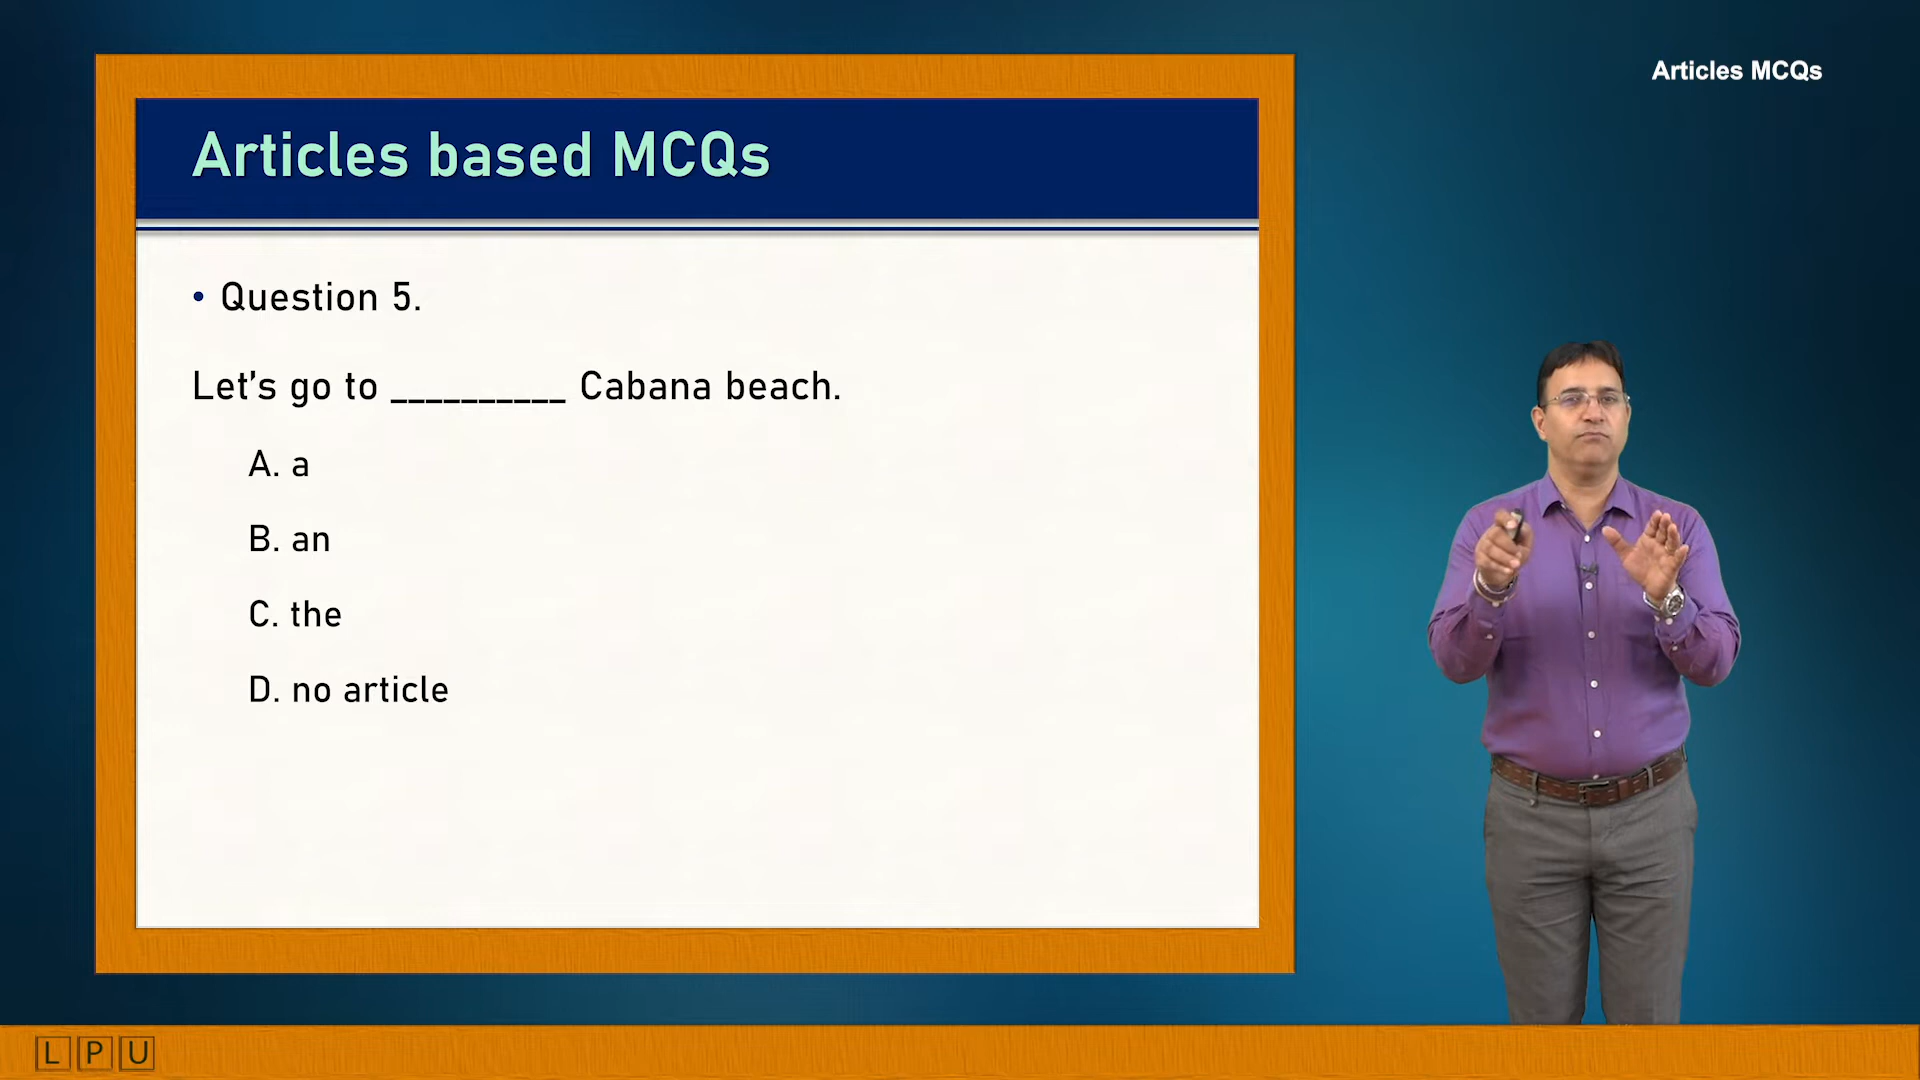 Articles MCQs
Articles based MCQs
• Question 5.
Let's go to __________ Cabana beach.
A. a
B. an
C. the
D. no article
L P U